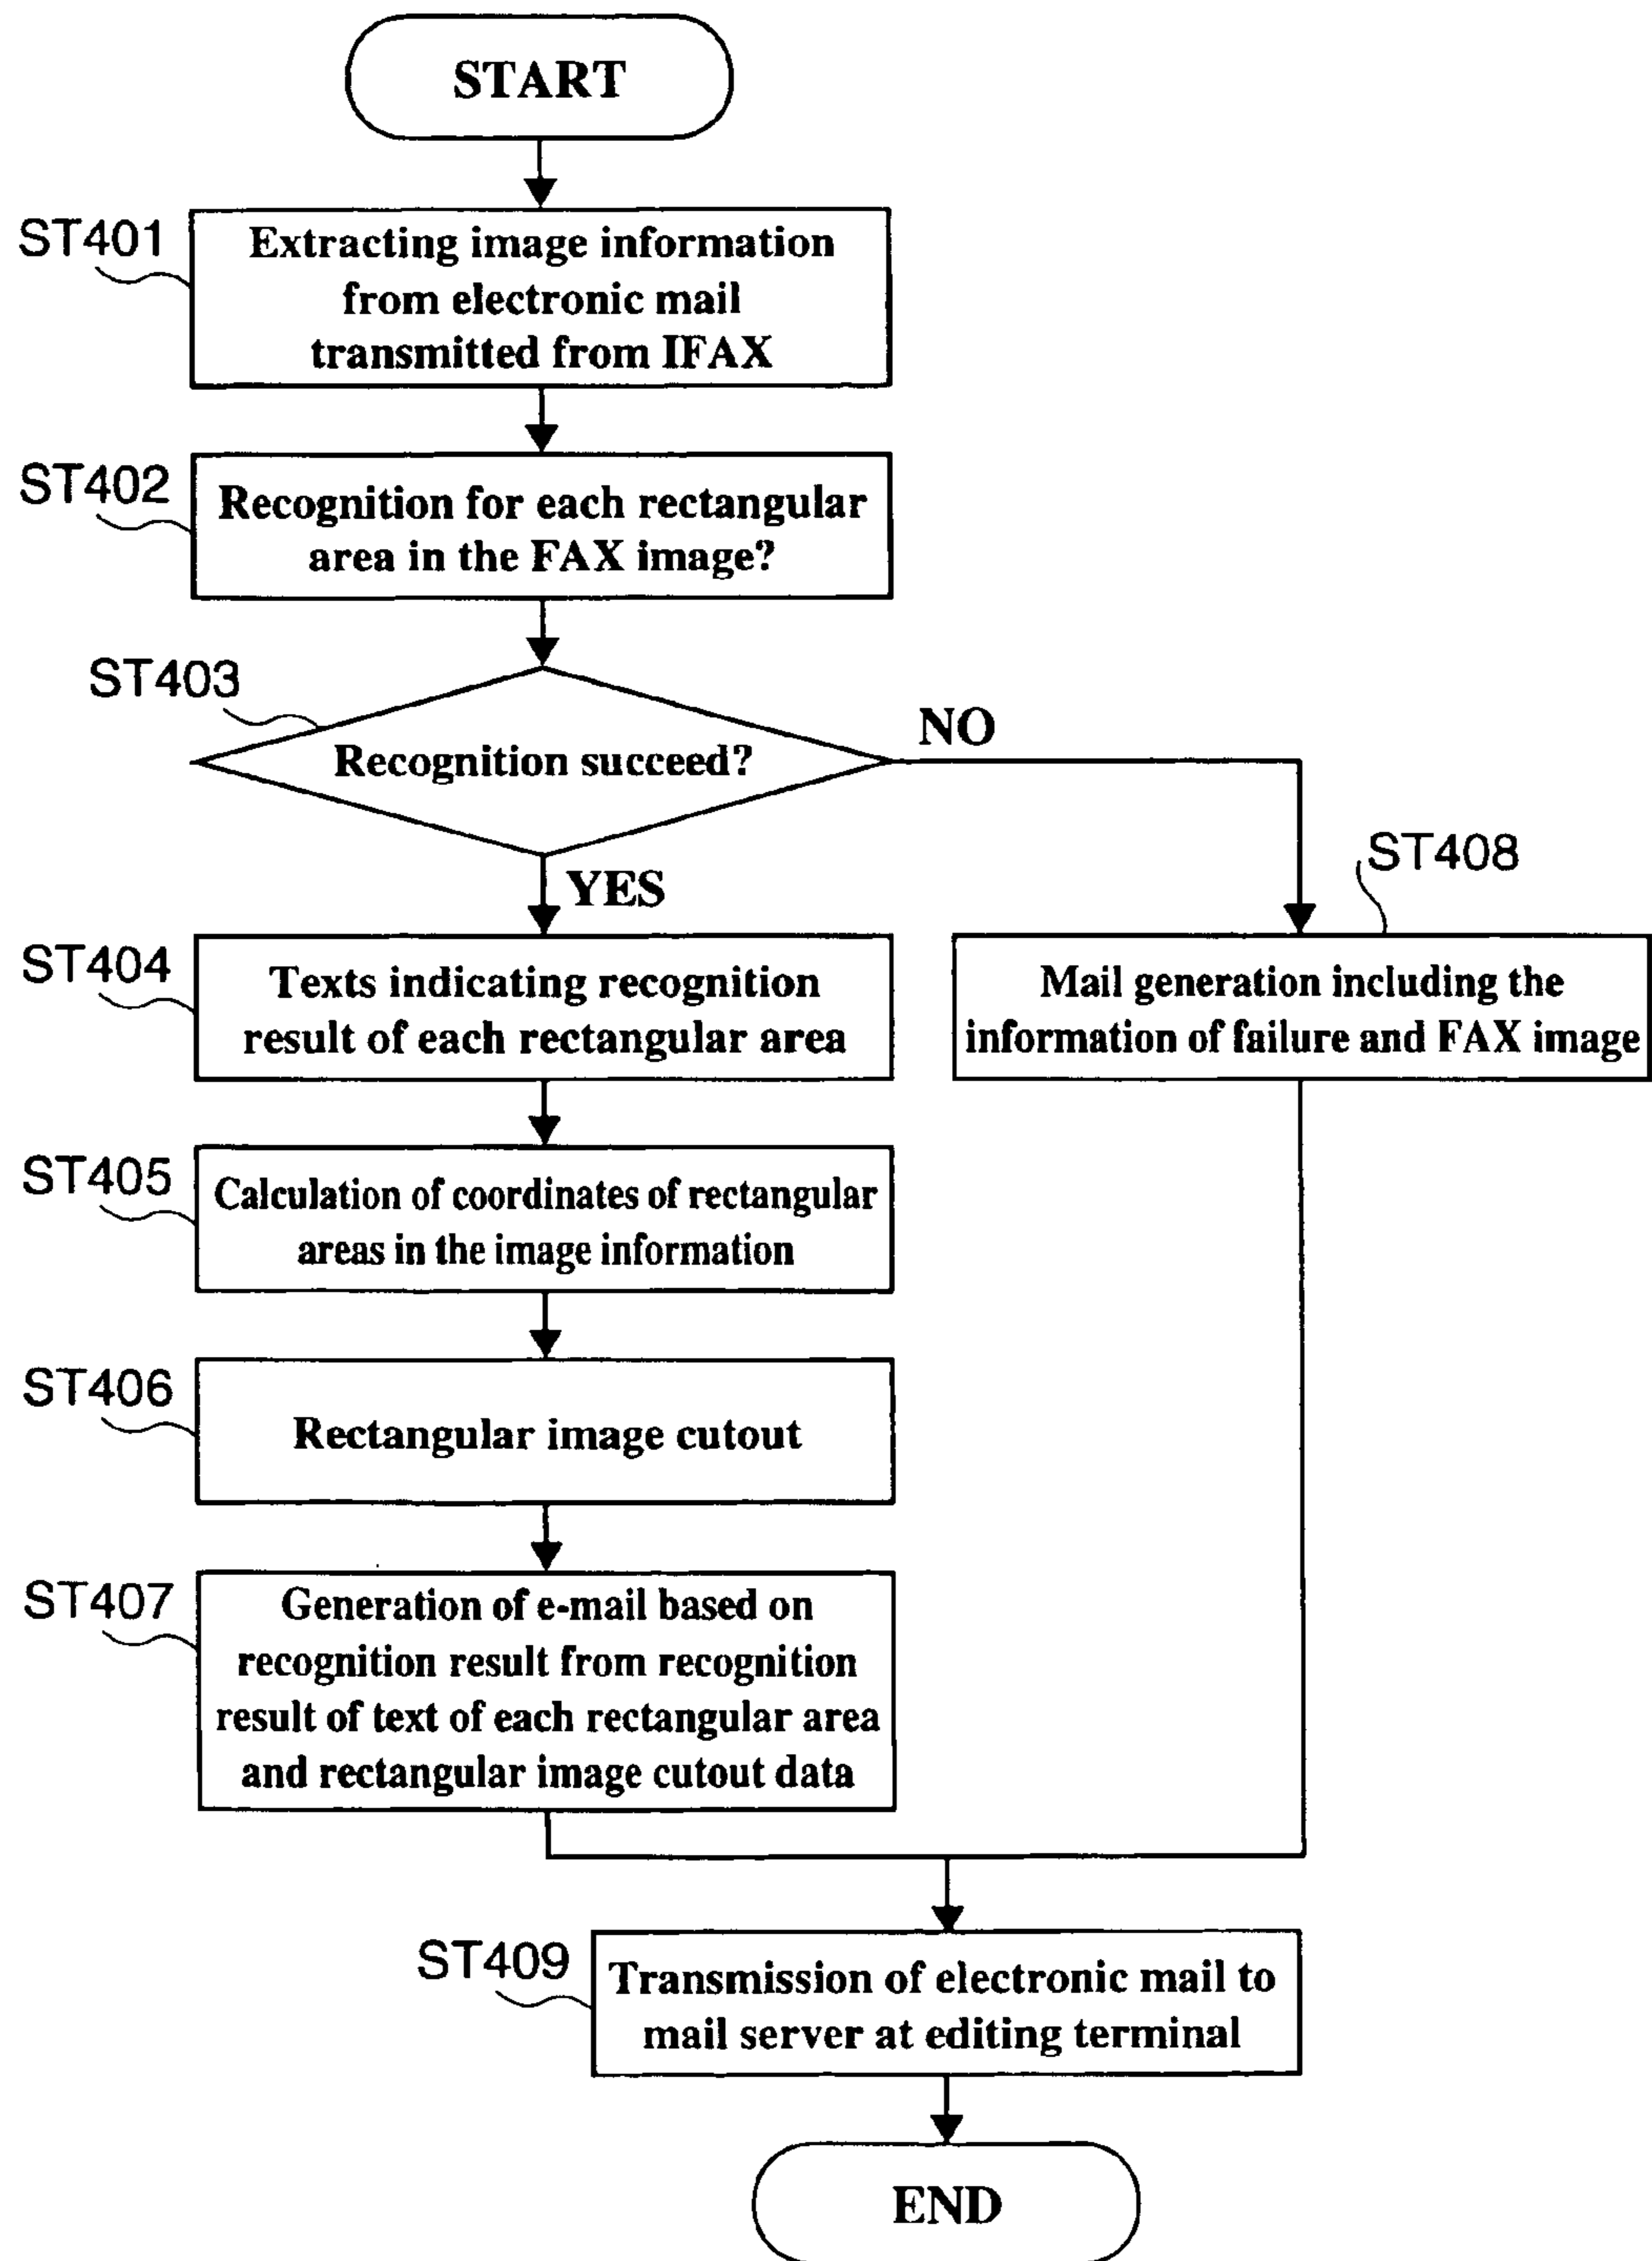 START
ST401
Extracting image information
from electronic mail
transmitted from IFAX
ST402
Recognition for each rectangular
area in the FAX image?
ST403
Recognition succeed?
NO
YES
ST404
Texts indicating recognition
result of each rectangular area
ST408
Mail generation including the
information of failure and FAX image
ST405
Calculation of coordinates of rectangular
areas in the image information
ST406
Rectangular image cutout
ST407
Generation of e-mail based on
recognition result from recognition
result of text of each rectangular area
and rectangular image cutout data
ST409
Transmission of electronic mail to
mail server at editing terminal
END